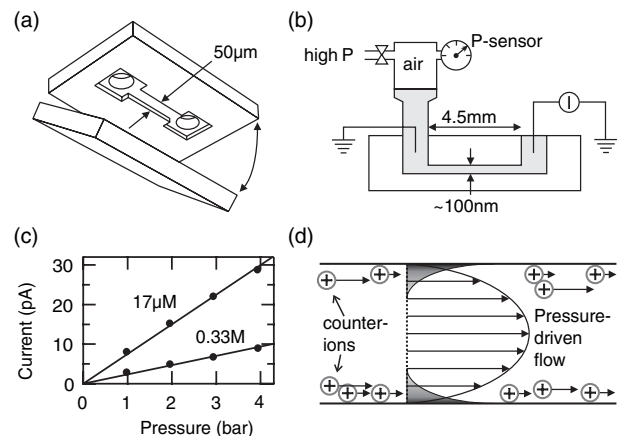 (a)
50μm
(b)
high P
air
P-sensor
I
4.5mm
~100nm
(c)
30
20
10
0
Current (pA)
17μM
0.33M
0
1
2
3
4
Pressure (bar)
(d)
+
+
+
+
+
counter-
ions
Pressure-
driven
flow
+
+
+
+
+
+